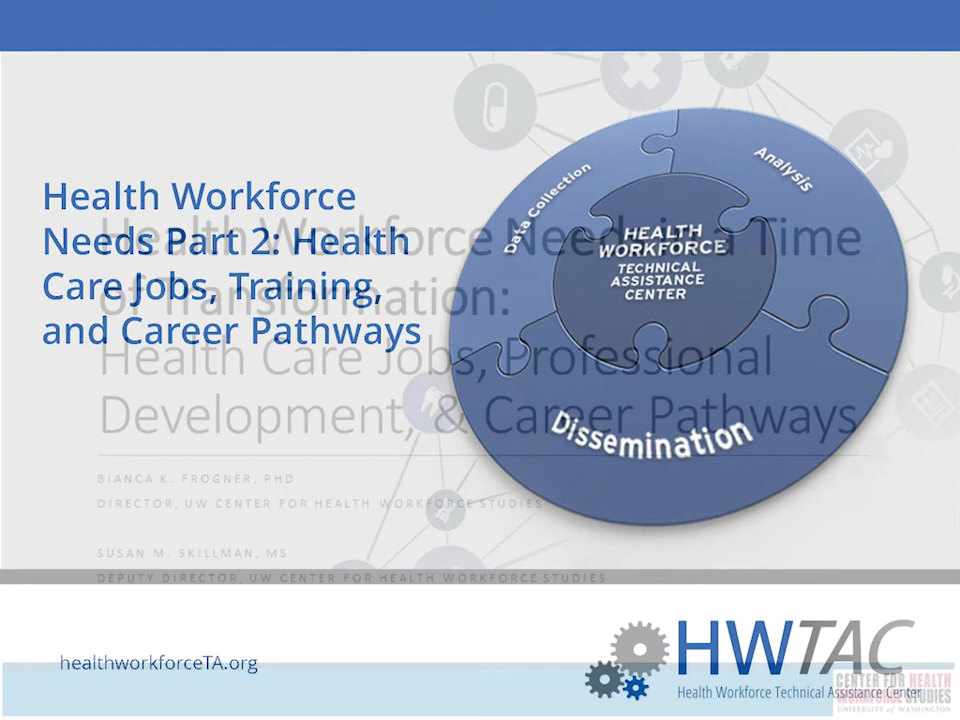 Health Workforce
Needs Part 2: Health
Care Jobs, Training,
and Career Pathways
Data Collection
Analysis
HEALTH
WORKFORCE
TECHNICAL
ASSISTANCE
CENTER
Dissemination
Health Workforce Needs in a Time
of Transformation:
Health Care Jobs, Professional
Development, & Career Pathways
BIANCA K. FROGNER, PHD
DIRECTOR, UW CENTER FOR HEALTH WORKFORCE STUDIES
SUSAN M. SKILLMAN, MS
DEPUTY DIRECTOR, UW CENTER FOR HEALTH WORKFORCE STUDIES
healthworkforceTA.org
HWTAC
Health Workforce Technical Assistance Center
CENTER FOR HEALTH
WORKFORCE STUDIES
UNIVERSITY of WASHINGTON